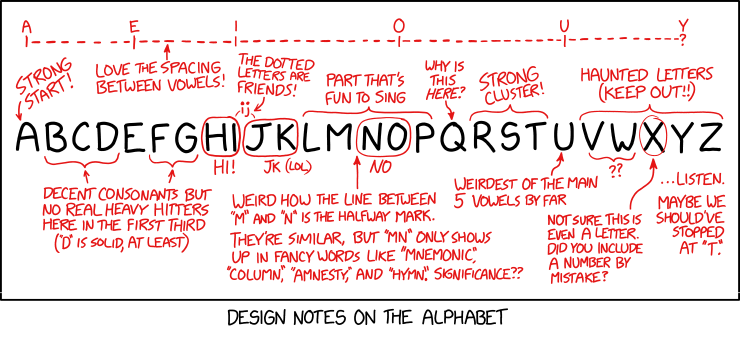 A E I O U Y
?
STRONG
START!
LOVE THE SPACING
BETWEEN VOWELS!
THE DOTTED
LETTERS ARE
FRIENDS!
ij
PART THAT'S
FUN TO SING
WHY IS
THIS
HERE?
STRONG
CLUSTER!
HAUNTED LETTERS
(KEEP OUT!!)
ABCDEFGHIJKLMNOPQRSTUVWXYZ
HI!
JK (LOL)
NO
??
DECENT CONSONANTS BUT
NO REAL HEAVY HITTERS
HERE IN THE FIRST THIRD
("D" IS SOLID, AT LEAST)
WEIRD HOW THE LINE BETWEEN
"M" AND "N" IS THE HALFWAY MARK.
THEY'RE SIMILAR, BUT "MN" ONLY SHOWS
UP IN FANCY WORDS LIKE "MNEMONIC",
"COLUMN," "AMNESTY," AND "HYMN". SIGNIFICANCE??
WEIRDEST OF THE MAIN
5 VOWELS BY FAR
NOT SURE THIS IS
EVEN A LETTER.
DID YOU INCLUDE
A NUMBER BY
MISTAKE?
...LISTEN.
MAYBE WE
SHOULD'VE
STOPPED
AT "T".
DESIGN NOTES ON THE ALPHABET